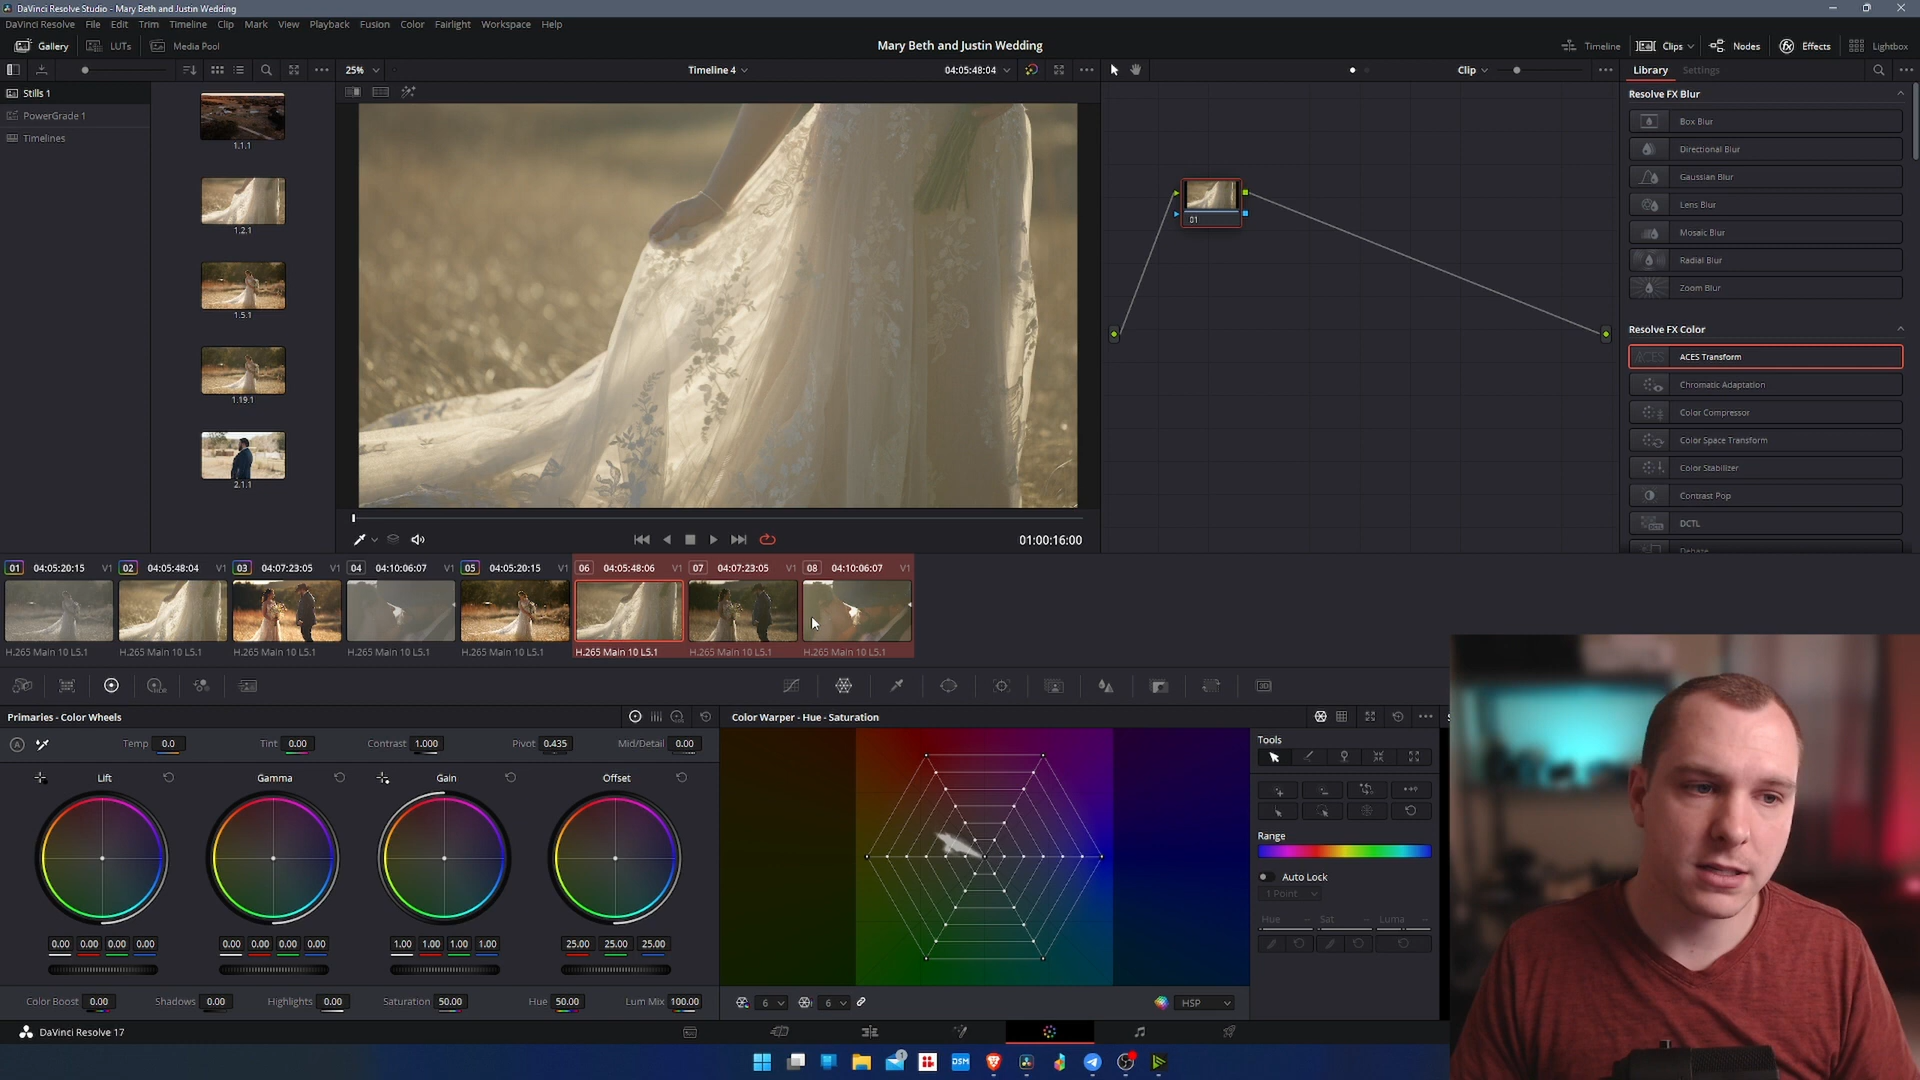 DaVinci Resolve Studio - Mary Beth and Justin Wedding
DaVinci Resolve File Edit Trim Timeline Clip Mark View Playback Fusion Color Fairlight Workspace Help
Gallery LUTs Media Pool Mary Beth and Justin Wedding Timeline Clips Nodes Effects Lightbox
25% Timeline 4 04:05:48:04 Clip Library Settings
Stills 1
PowerGrade 1
Timelines
1.1.1
1.2.1
1.5.1
1.19.1
2.1.1
01
Resolve FX Blur
Box Blur
Directional Blur
Gaussian Blur
Lens Blur
Mosaic Blur
Radial Blur
Zoom Blur
Resolve FX Color
ACES Transform
Chromatic Adaptation
Color Compressor
Color Space Transform
Color Stabilizer
Contrast Pop
DCTL
01:00:16:00
01 04:05:20:15 V1 02 04:05:48:04 V1 03 04:07:23:05 V1 04 04:10:06:07 V1 05 04:05:20:15 V1 06 04:05:48:06 V1 07 04:07:23:05 V1 08 04:10:06:07 V1
H.265 Main 10 L5.1 H.265 Main 10 L5.1 H.265 Main 10 L5.1 H.265 Main 10 L5.1 H.265 Main 10 L5.1 H.265 Main 10 L5.1 H.265 Main 10 L5.1 H.265 Main 10 L5.1
Primaries - Color Wheels
Temp 0.0 Tint 0.00 Contrast 1.000 Pivot 0.435 Mid/Detail 0.00
Lift Gamma Gain Offset
0.00 0.00 0.00 0.00 0.00 0.00 0.00 0.00 1.00 1.00 1.00 1.00 25.00 25.00 25.00
Color Boost 0.00 Shadows 0.00 Highlights 0.00 Saturation 50.00 Hue 50.00 Lum Mix 100.00
Color Warper - Hue - Saturation
6 6 HSP
Tools
Range
Auto Lock
1 Point
Hue Sat Luma
DaVinci Resolve 17
DSM